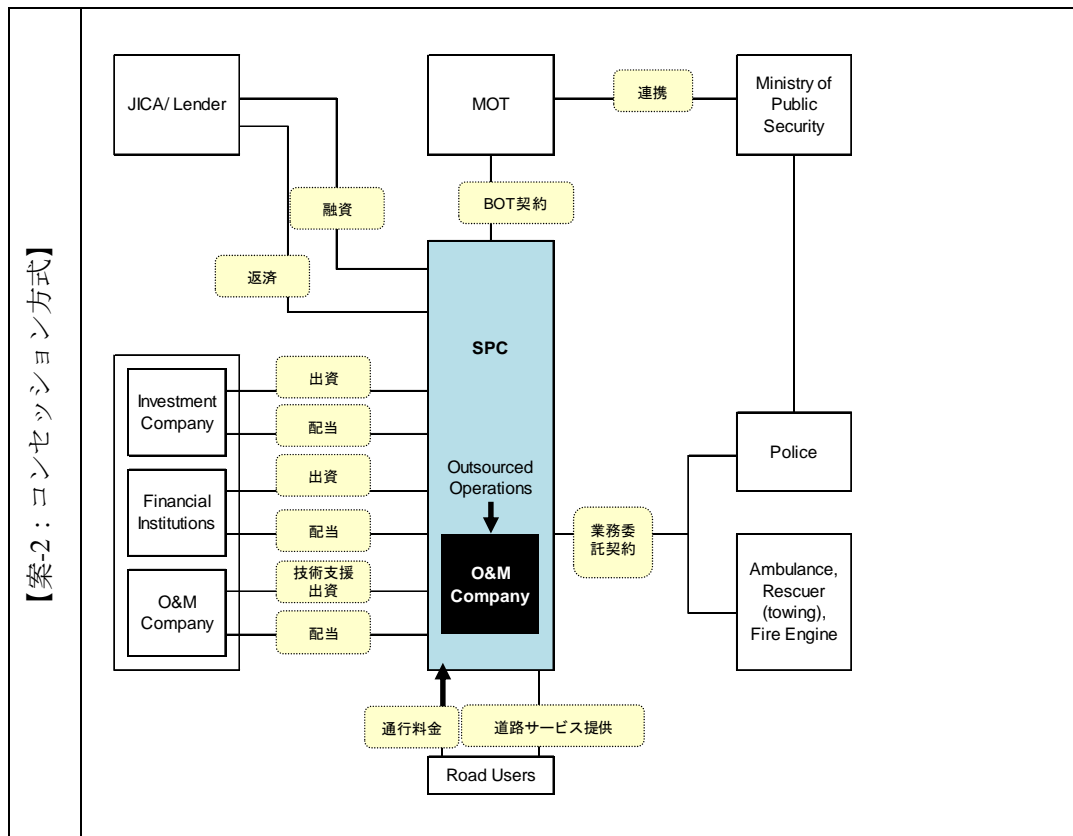 【案-2：コンセッション方式】
JICA/ Lender
MOT
連携
Ministry of
Public
Security
融資
BOT契約
返済
SPC
Investment
Company
出資
配当
Financial
Institutions
出資
配当
O&M
Company
技術支援
出資
配当
Outsourced
Operations
O&M
Company
業務委
託契約
Police
Ambulance,
Rescuer
(towing),
Fire Engine
通行料金
道路サービス提供
Road Users